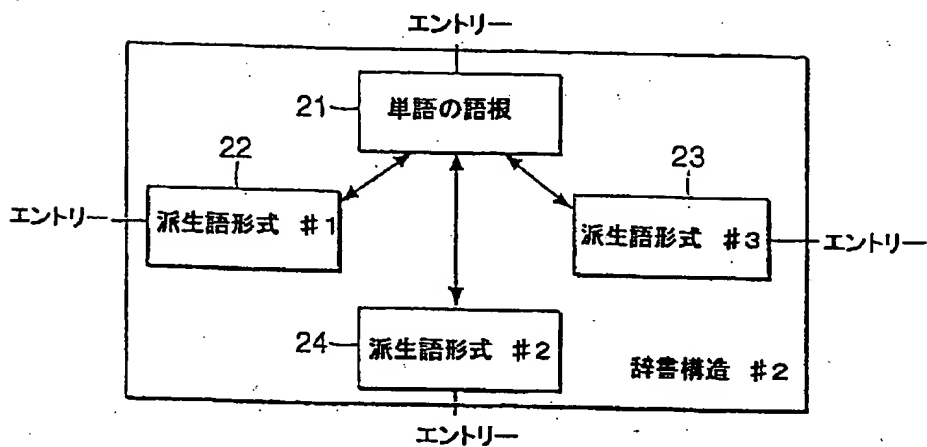 エントリー
21
単語の語根
22
23
エントリー
派生語形式 #1
派生語形式 #3
エントリー
24
派生語形式 #2
辞書構造 #2
エントリー